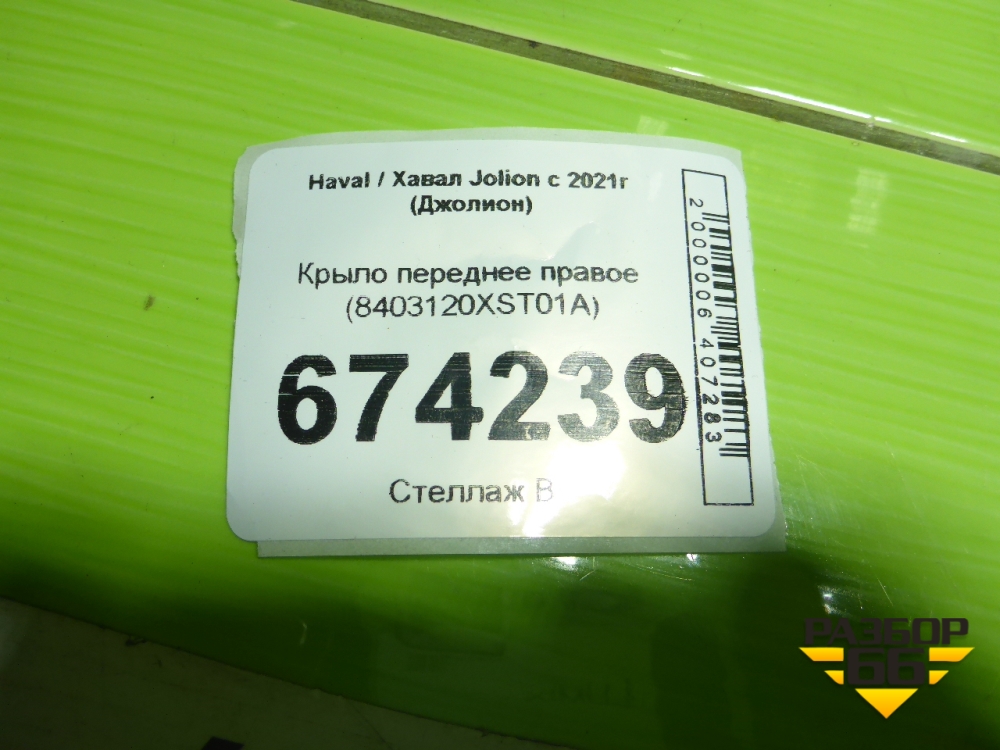 Haval / Хавал Jolion с 2021г
(Джолион)
Крыло переднее правое
(8403120XST01A)
674239
Стеллаж В
2000006407283
РАЗБОР
66